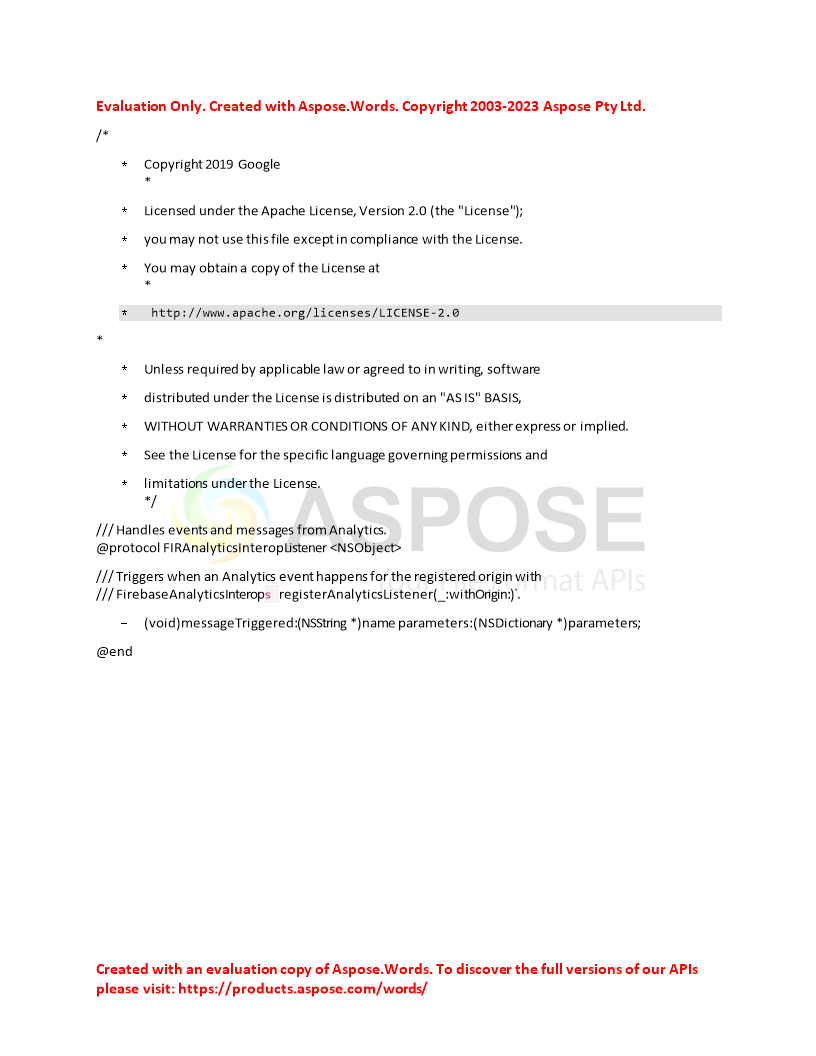 Evaluation Only. Created with Aspose.Words. Copyright 2003-2023 Aspose Pty Ltd.
/*
* Copyright 2019 Google
*
* Licensed under the Apache License, Version 2.0 (the "License");
* you may not use this file except in compliance with the License.
* You may obtain a copy of the License at
*
* http://www.apache.org/licenses/LICENSE-2.0
*
* Unless required by applicable law or agreed to in writing, software
* distributed under the License is distributed on an "AS IS" BASIS,
* WITHOUT WARRANTIES OR CONDITIONS OF ANY KIND, either express or implied.
* See the License for the specific language governing permissions and
* limitations under the License.
*/
ASPOSE
/// Handles events and messages from Analytics.
@protocol FIRAnalyticsInteropListener <NSObject>
/// Triggers when an Analytics event happens for the registered origin with
Your File Format APIs
/// FirebaseAnalyticsInterops registerAnalyticsListener(_:withOrigin:)`.
– (void)messageTriggered:(NSString *)name parameters:(NSDictionary *)parameters;
@end
Created with an evaluation copy of Aspose.Words. To discover the full versions of our APIs
please visit: https://products.aspose.com/words/